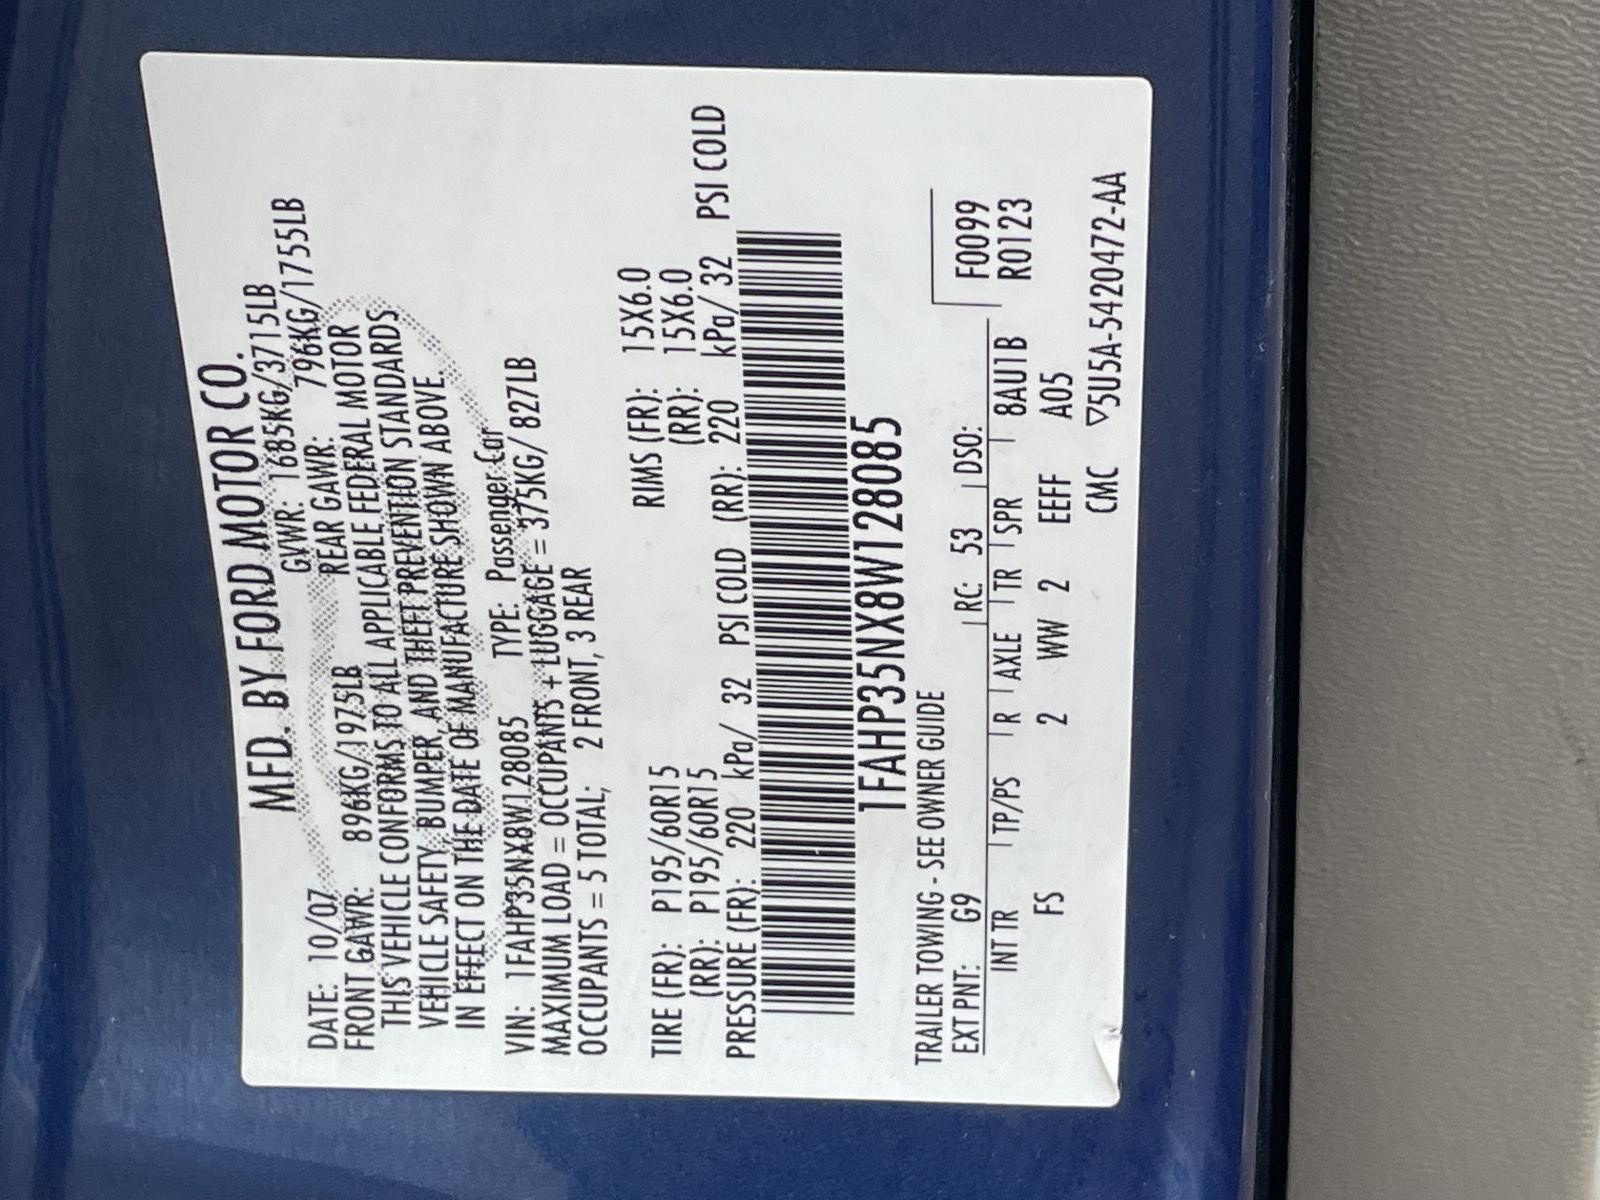 MFD. BY FORD MOTOR CO.
DATE: 10/07 GVWR: 1685KG/3715LB
FRONT GAWR: 896KG/1975LB REAR GAWR: 796KG/1755LB
THIS VEHICLE CONFORMS TO ALL APPLICABLE FEDERAL MOTOR
VEHICLE SAFETY, BUMPER, AND THEFT PREVENTION STANDARDS
IN EFFECT ON THE DATE OF MANUFACTURE SHOWN ABOVE.
VIN: 1FAHP35NX8W128085 TYPE: Passenger Car
MAXIMUM LOAD = OCCUPANTS + LUGGAGE = 375KG/ 827LB
OCCUPANTS = 5 TOTAL; 2 FRONT, 3 REAR
TIRE (FR): P195/60R15 RIMS (FR): 15X6.0
(RR): P195/60R15 (RR): 15X6.0
PRESSURE (FR): 220 kPa/ 32 PSI COLD (RR): 220 kPa/ 32 PSI COLD
1FAHP35NX8W128085
TRAILER TOWING - SEE OWNER GUIDE
EXT PNT: G9 RC: 53 DSO: F0099
INT TR TP/PS R AXLE TR SPR 8AU1B R0123
FS 2 WW 2 EEFF A05
CMC ▽5U5A-5420472-AA